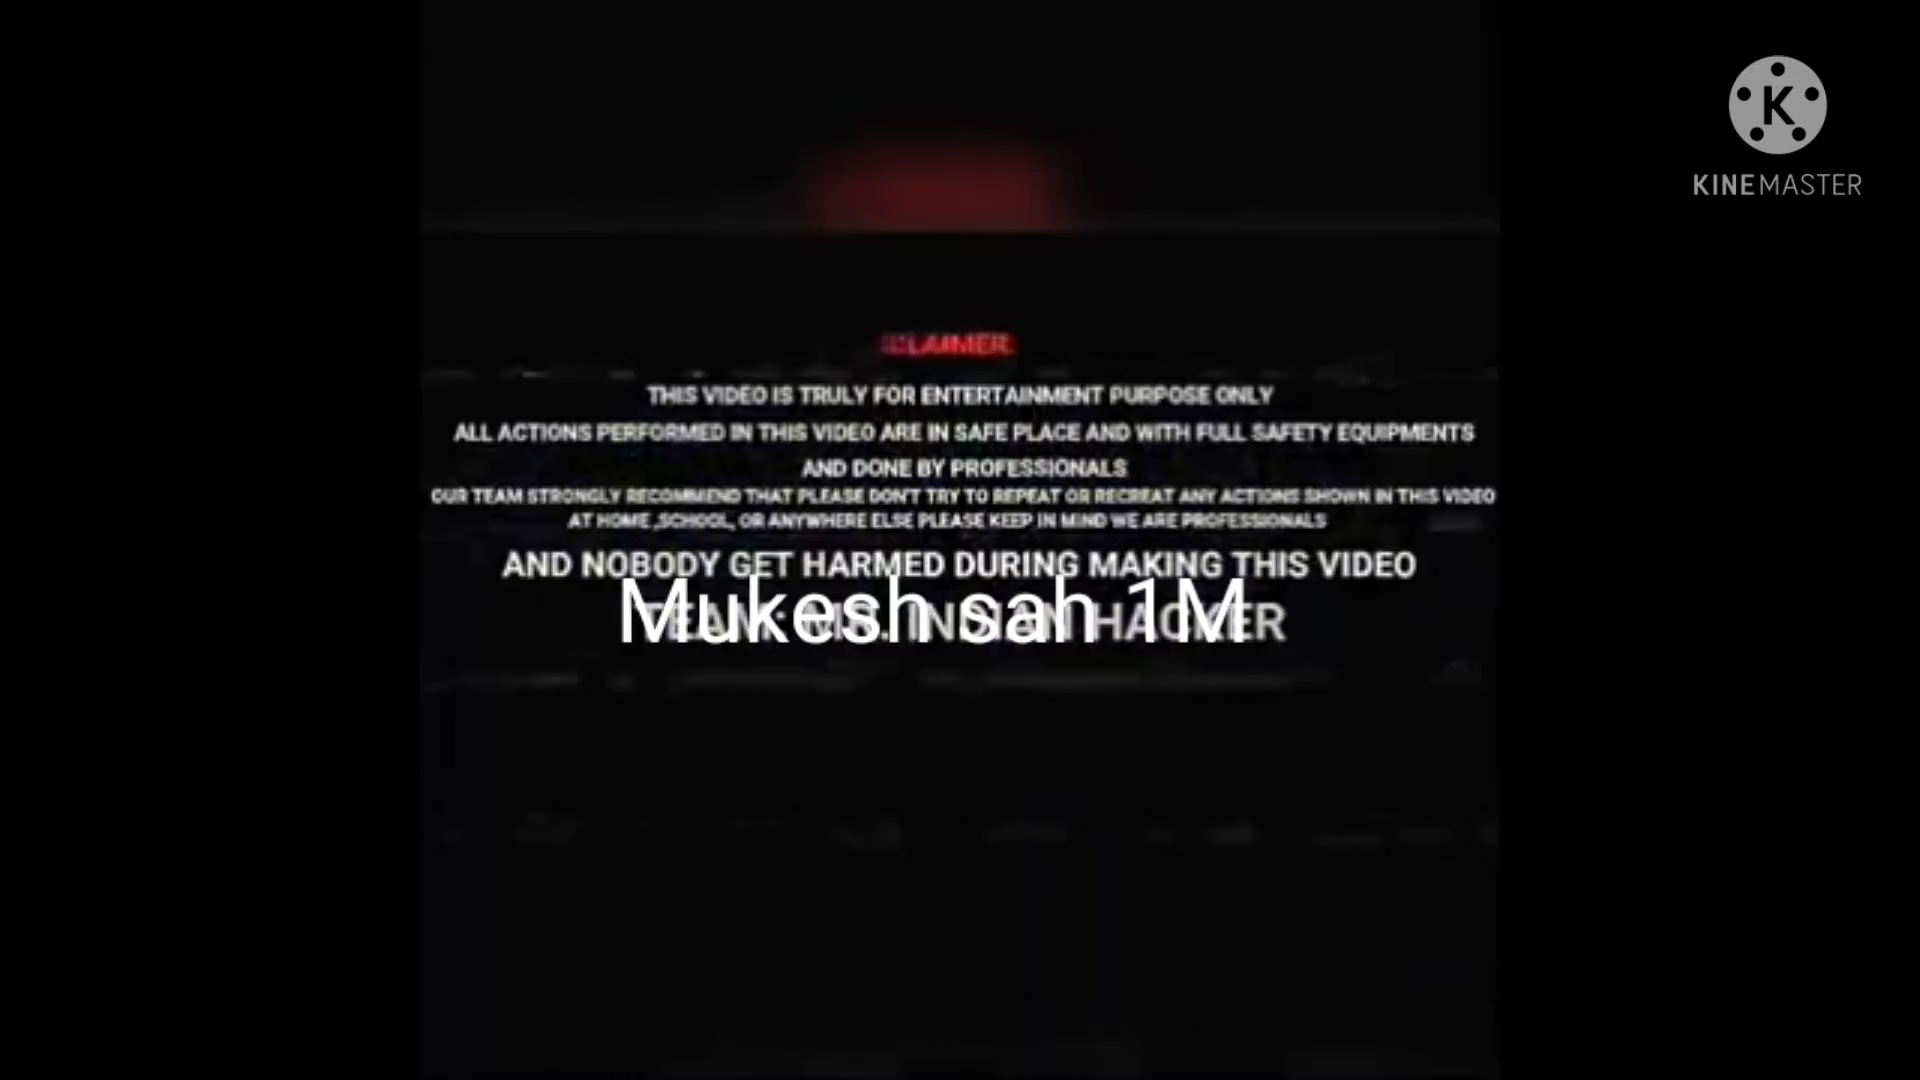 KINEMASTER
THIS VIDEO IS TRULY FOR ENTERTAINMENT PURPOSE ONLY
ALL ACTIONS PERFORMED IN THIS VIDEO ARE IN SAFE PLACE AND WITH FULL SAFETY EQUIPMENTS
AND DONE BY PROFESSIONALS
OUR TEAM STRONGLY RECOMMEND THAT PLEASE DON'T TRY TO REPEAT OR RECREAT ANY ACTIONS SHOWN IN THIS VIDEO
AT HOME ,SCHOOL, OR ANYWHERE ELSE PLEASE KEEP IN MIND WE ARE PROFESSIONALS
AND NOBODY GET HARMED DURING MAKING THIS VIDEO
Mukesh sah 1M
INDIAN HACKER